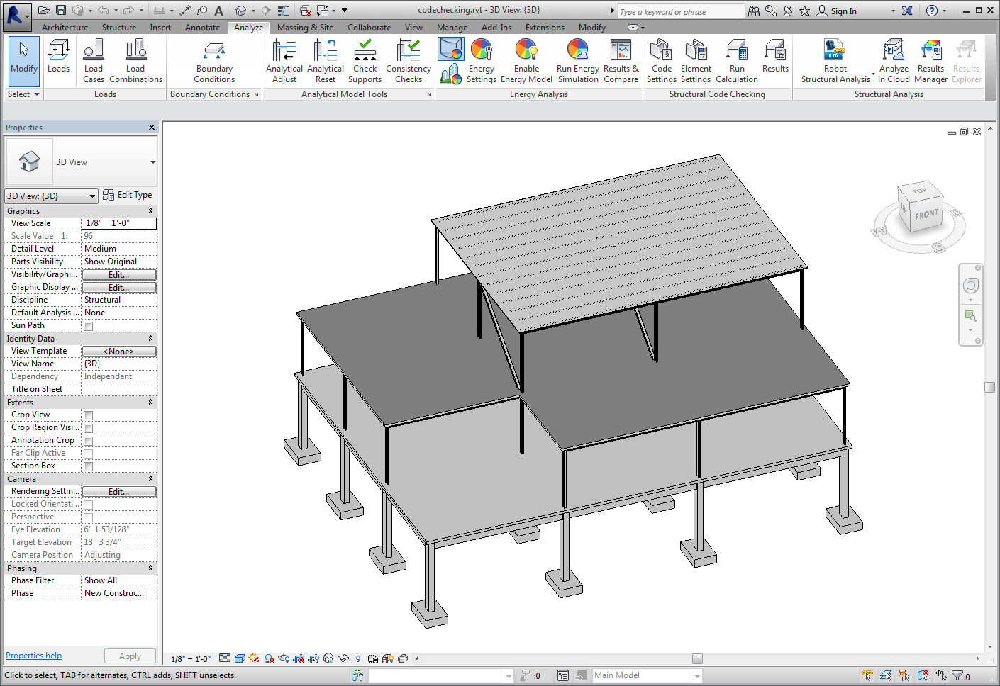 codechecking.rvt - 3D View: {3D}
Type a keyword or phrase
Sign In
Architecture Structure Insert Annotate Analyze Massing & Site Collaborate View Manage Add-Ins Extensions Modify
Modify
Loads
Load Cases
Load Combinations
Boundary Conditions
Analytical Adjust
Analytical Reset
Check Supports
Consistency Checks
Energy Settings
Enable Energy Model
Run Energy Simulation
Results & Compare
Code Settings
Element Settings
Run Calculation
Results
RTD
Robot Structural Analysis
Analyze in Cloud
Results Manager
Results Explorer
Select
Loads
Boundary Conditions
Analytical Model Tools
Energy Analysis
Structural Code Checking
Structural Analysis
Properties
3D View
3D View: {3D}
Edit Type
Graphics
View Scale 1/8" = 1'-0"
Scale Value 1: 96
Detail Level Medium
Parts Visibility Show Original
Visibility/Graphi... Edit...
Graphic Display ... Edit...
Discipline Structural
Default Analysis ... None
Sun Path
Identity Data
View Template <None>
View Name {3D}
Dependency Independent
Title on Sheet
Extents
Crop View
Crop Region Visi...
Annotation Crop
Far Clip Active
Section Box
Camera
Rendering Settin... Edit...
Locked Orientati...
Perspective
Eye Elevation 6' 1 53/128"
Target Elevation 18' 3 3/4"
Camera Position Adjusting
Phasing
Phase Filter Show All
Phase New Construc...
Properties help
Apply
TOP
FRONT
W
S
1/8" = 1'-0"
Click to select, TAB for alternates, CTRL adds, SHIFT unselects.
:0
Main Model
:0